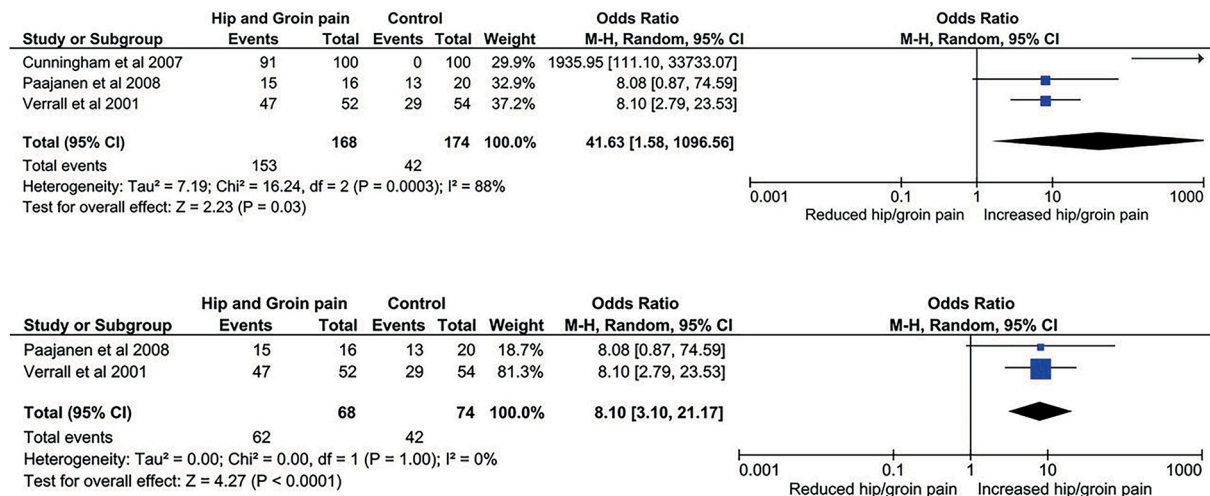 Hip and Groin pain Control Odds Ratio Odds Ratio
Study or Subgroup Events Total Events Total Weight M-H, Random, 95% CI M-H, Random, 95% CI
Cunningham et al 2007 91 100 0 100 29.9% 1935.95 [111.10, 33733.07]
Paajanen et al 2008 15 16 13 20 32.9% 8.08 [0.87, 74.59]
Verrall et al 2001 47 52 29 54 37.2% 8.10 [2.79, 23.53]
Total (95% CI) 168 174 100.0% 41.63 [1.58, 1096.56]
Total events 153 42
Heterogeneity: Tau² = 7.19; Chi² = 16.24, df = 2 (P = 0.0003); I² = 88%
Test for overall effect: Z = 2.23 (P = 0.03)
0.001 0.1 1 10 1000
Reduced hip/groin pain Increased hip/groin pain
Hip and Groin pain Control Odds Ratio Odds Ratio
Study or Subgroup Events Total Events Total Weight M-H, Random, 95% CI M-H, Random, 95% CI
Paajanen et al 2008 15 16 13 20 18.7% 8.08 [0.87, 74.59]
Verrall et al 2001 47 52 29 54 81.3% 8.10 [2.79, 23.53]
Total (95% CI) 68 74 100.0% 8.10 [3.10, 21.17]
Total events 62 42
Heterogeneity: Tau² = 0.00; Chi² = 0.00, df = 1 (P = 1.00); I² = 0%
Test for overall effect: Z = 4.27 (P < 0.0001)
0.001 0.1 1 10 1000
Reduced hip/groin pain Increased hip/groin pain